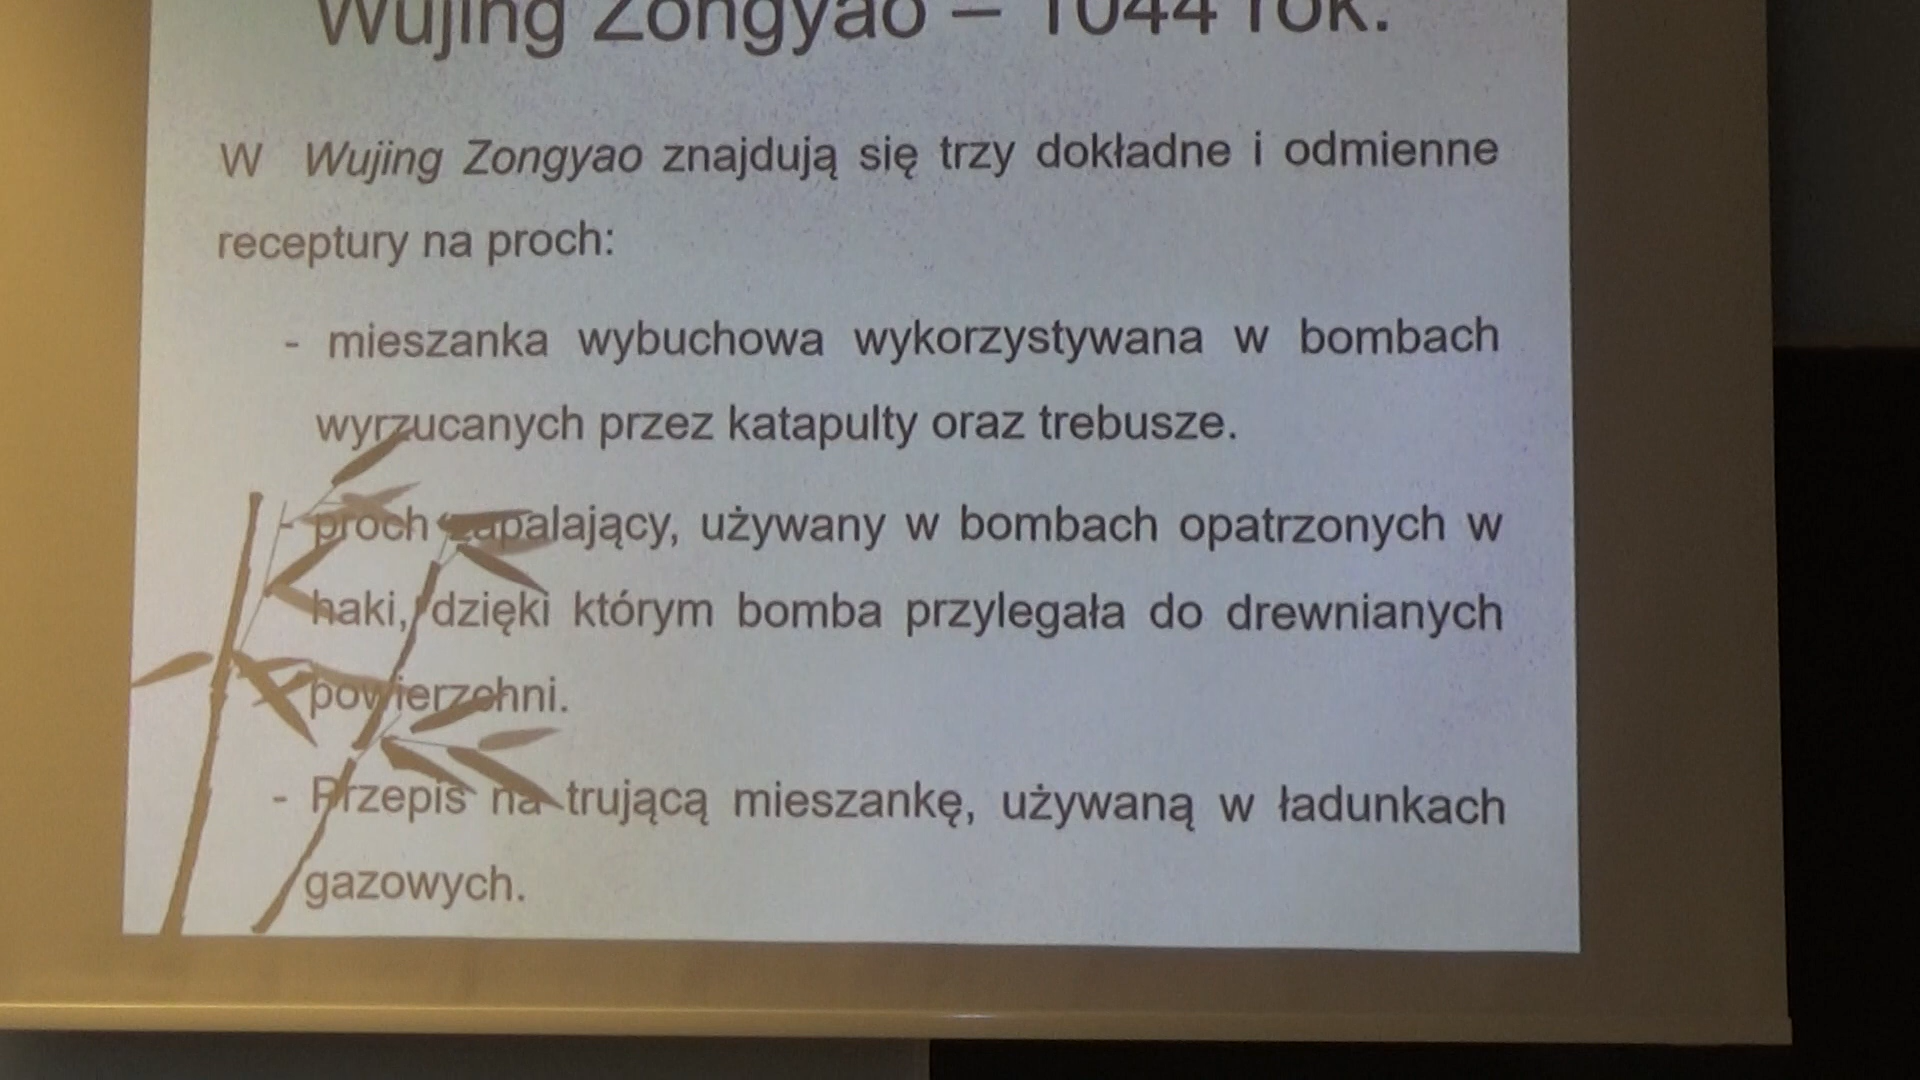 Wujing Zongyao – 1044 rok.
W Wujing Zongyao znajdują się trzy dokładne i odmienne
receptury na proch:
- mieszanka wybuchowa wykorzystywana w bombach
wyrzucanych przez katapulty oraz trebusze.
- proch zapalający, używany w bombach opatrzonych w
haki, dzięki którym bomba przylegała do drewnianych
powierzchni.
- Przepis na trującą mieszankę, używaną w ładunkach
gazowych.